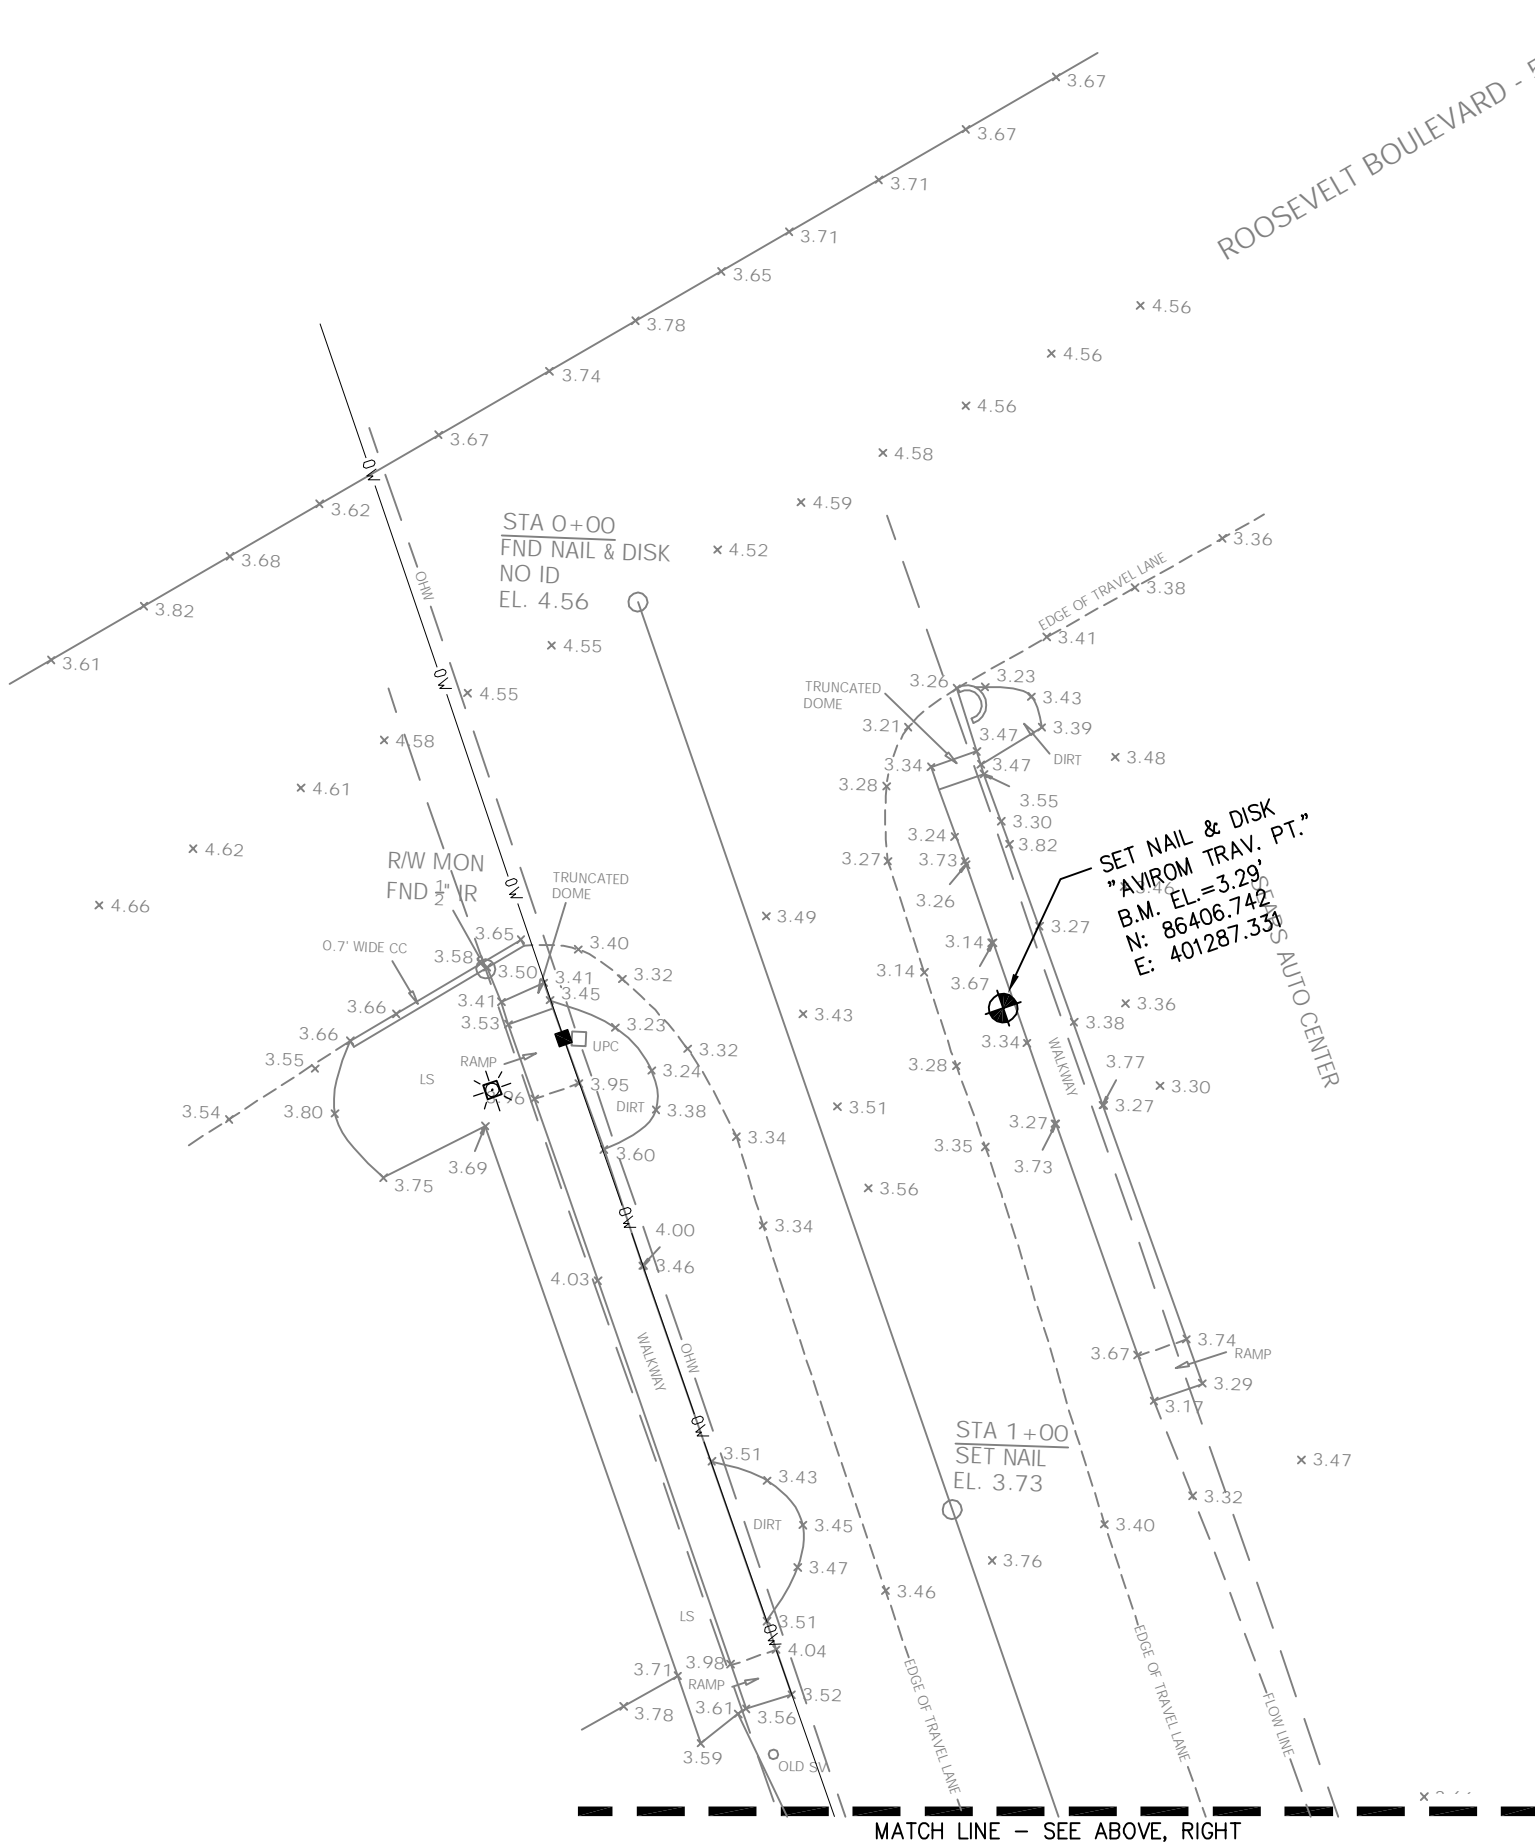 3.67
3.67
ROOSEVELT BOULEVARD -
3.71
3.71
3.65
4.56
3.78
4.56
3.74
4.56
3.67
4.58
OW
3.62
4.59
STA 0+00
FND NAIL & DISK
NO ID
EL. 4.56
4.52
3.36
3.68
OHW
EDGE OF TRAVEL LANE
3.38
3.82
3.41
4.55
3.61
OW
4.55
TRUNCATED
DOME
3.26
3.23
3.43
3.21
3.39
4.58
3.47
DIRT
3.48
3.34
3.47
4.61
3.28
3.55
3.30
4.62
3.24
3.82
R/W MON
FND 1/2" IR
3.27
3.73
SET NAIL & DISK
"AVIROM TRAV. PT."
B.M. EL.=3.29'
N: 86406.742
E: 401287.331
3.46
SEARS AUTO CENTER
OW
TRUNCATED
DOME
3.26
4.66
3.49
3.27
3.65
3.40
3.14
0.7' WIDE CC
3.58
3.50
3.41
3.32
3.14
3.67
3.41
3.45
3.66
3.36
3.53
3.23
3.43
3.38
3.66
UPC
3.32
3.34
3.55
RAMP
3.28
WALKWAY
3.77
LS
3.95
3.24
3.30
3.96
3.54
3.80
DIRT
3.38
3.51
3.27
3.27
3.34
3.60
3.35
3.69
3.73
3.75
3.56
OW
4.00
3.34
3.46
4.03
WALKWAY
OHW
3.67
3.74
RAMP
3.29
3.17
OW
STA 1+00
SET NAIL
EL. 3.73
3.51
3.43
3.47
3.32
DIRT
3.45
3.40
3.47
3.76
3.46
LS
3.51
OW
4.04
3.98
3.71
RAMP
3.52
3.61
3.56
3.78
3.59
OLD SV
EDGE OF TRAVEL LANE
EDGE OF TRAVEL LANE
FLOW LINE
MATCH LINE - SEE ABOVE, RIGHT